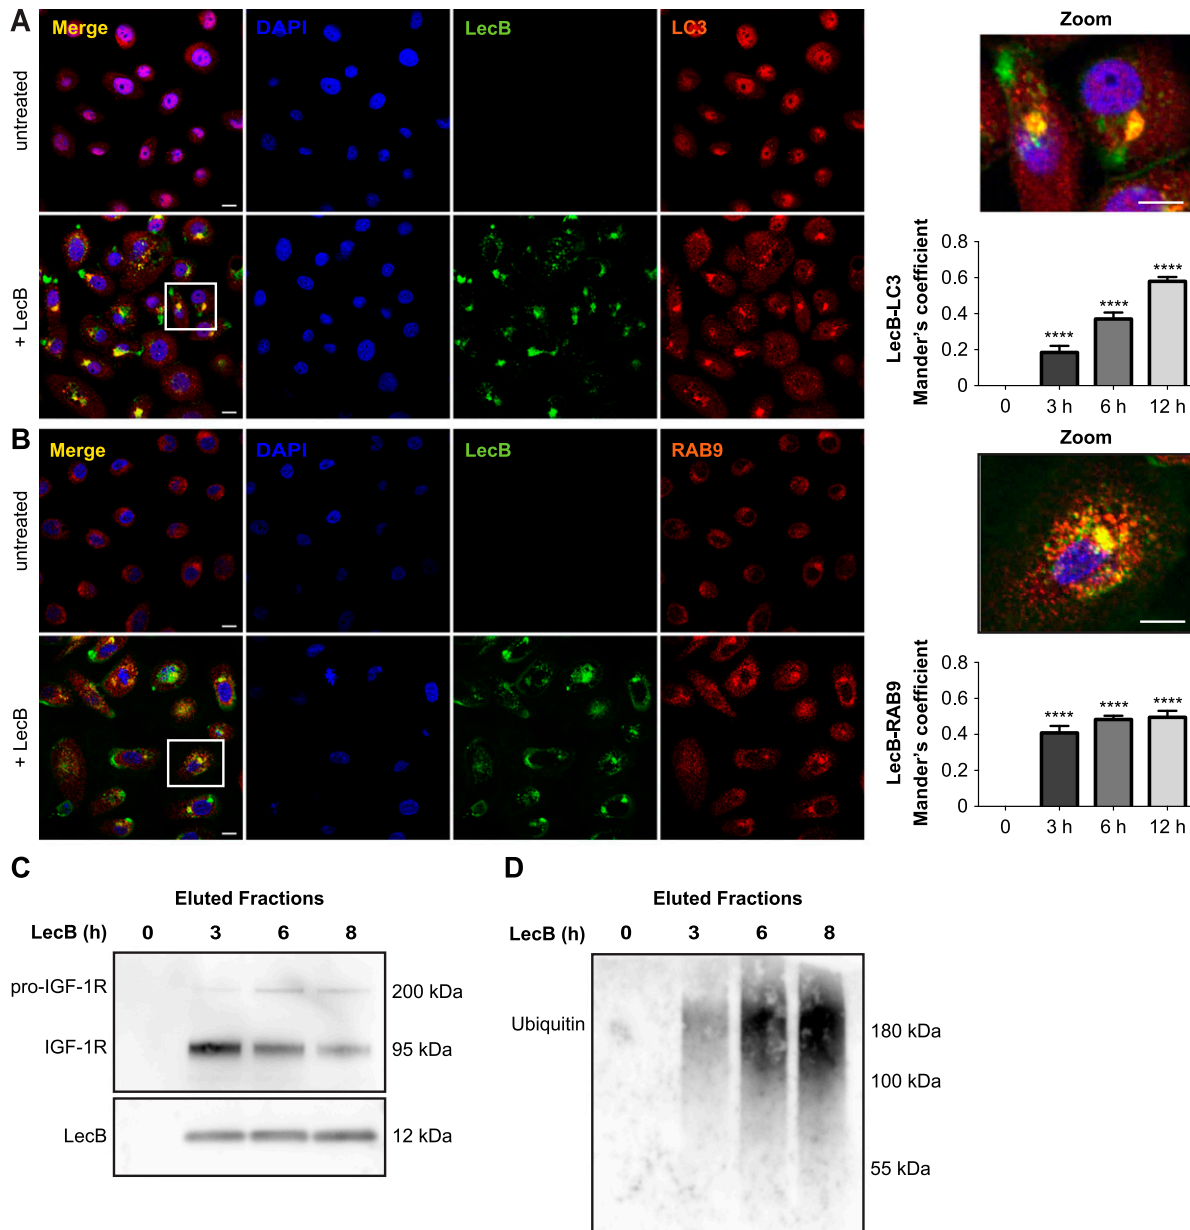 A
Merge
DAPI
LecB
LC3
untreated
+ LecB
Zoom
0.8
0.6
0.4
0.2
0
LecB-LC3
Mander's coefficient
****
****
****
0 3 h 6 h 12 h
B
Merge
DAPI
LecB
RAB9
untreated
+ LecB
Zoom
0.8
0.6
0.4
0.2
0
LecB-RAB9
Mander's coefficient
****
****
****
0 3 h 6 h 12 h
C
Eluted Fractions
LecB (h) 0 3 6 8
pro-IGF-1R 200 kDa
IGF-1R 95 kDa
LecB 12 kDa
D
Eluted Fractions
LecB (h) 0 3 6 8
Ubiquitin 180 kDa
100 kDa
55 kDa